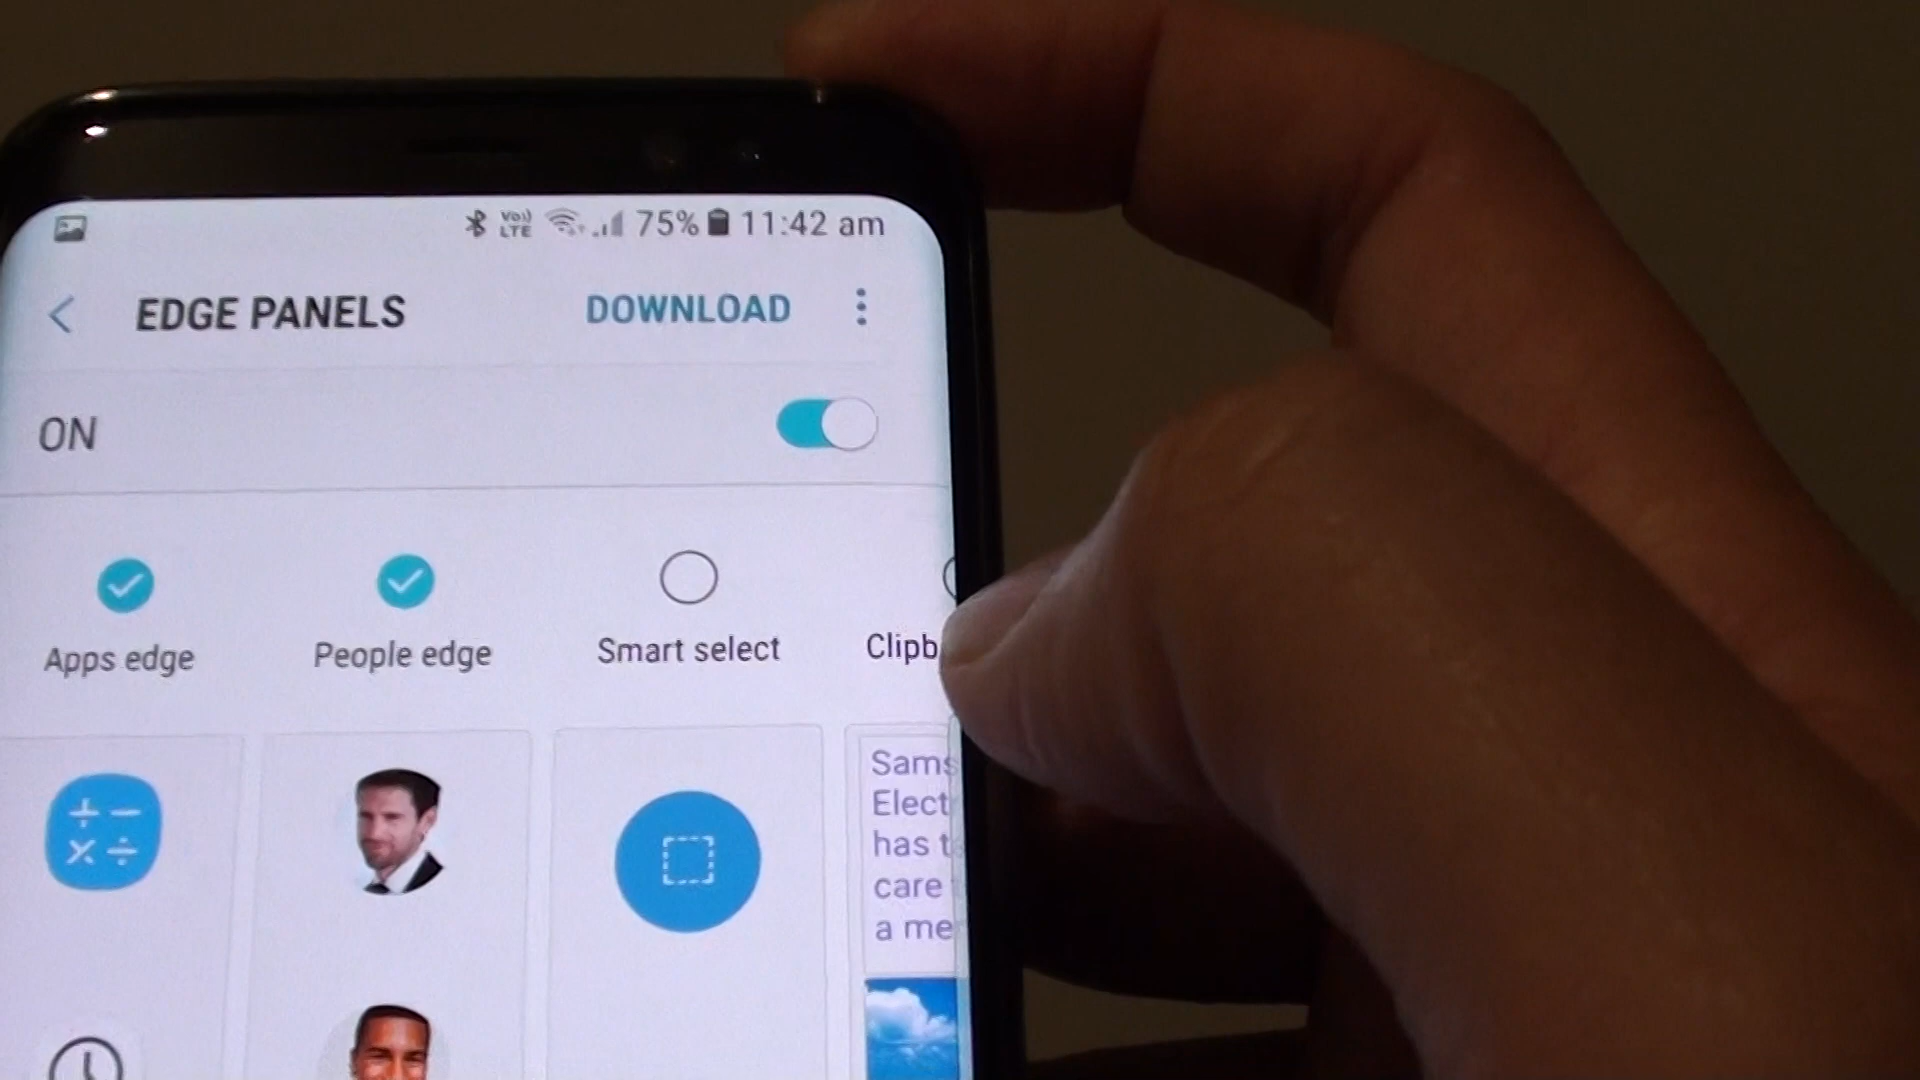 VoLTE 75% 11:42 am
EDGE PANELS DOWNLOAD
ON
Apps edge People edge Smart select Clipb
Sams
Elect
has t
care
a me